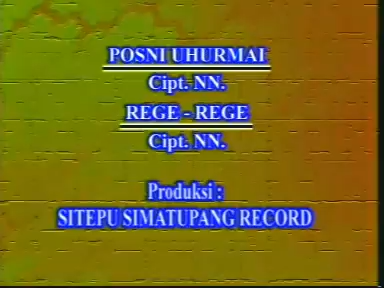 POSNI UHURMAI
Cipt. NN.
REGE - REGE
Cipt. NN.
Produksi :
SITEPU SIMATUPANG RECORD